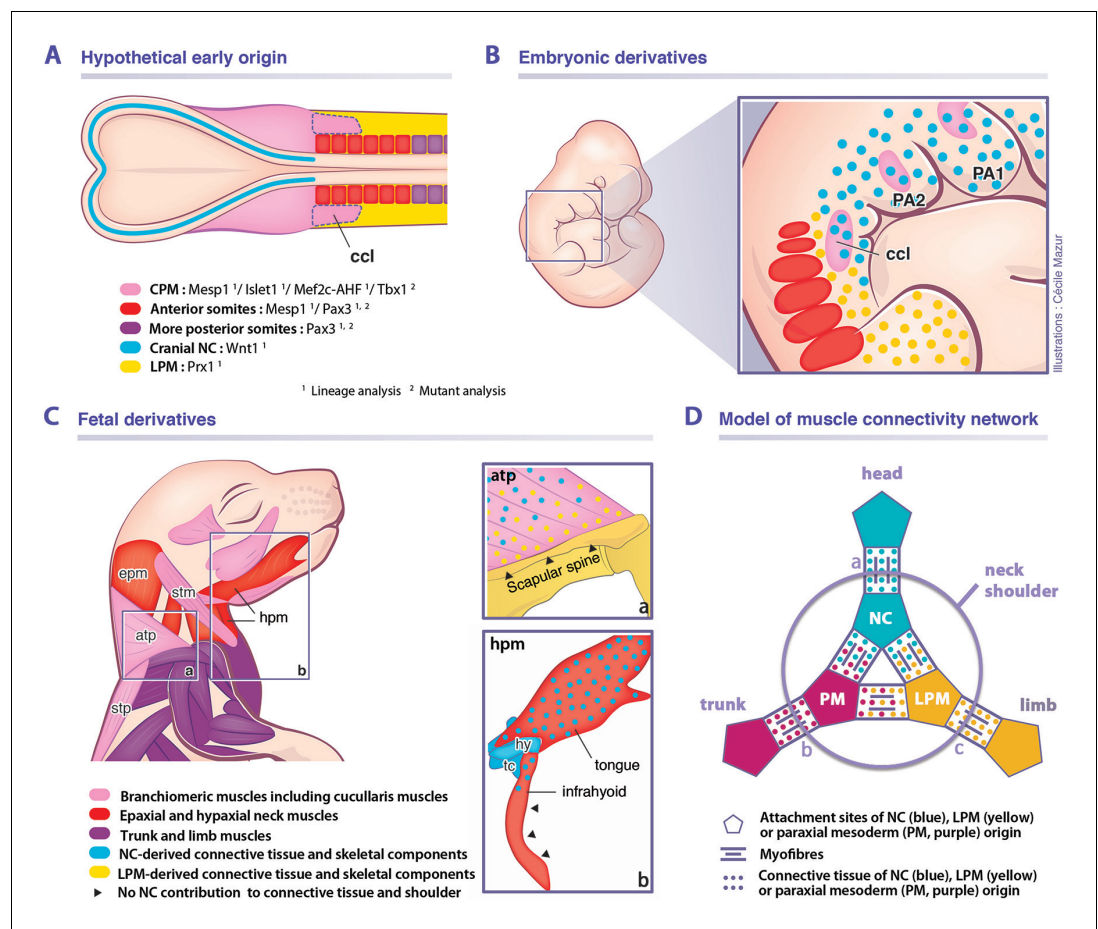 A Hypothetical early origin
ccl
CPM : Mesp1 ¹/ Islet1 ¹/ Mef2c-AHF ¹/ Tbx1 ²
Anterior somites : Mesp1 ¹/ Pax3 ¹, ²
More posterior somites : Pax3 ¹, ²
Cranial NC : Wnt1 ¹
LPM : Prx1 ¹
¹ Lineage analysis ² Mutant analysis
B Embryonic derivatives
PA1
PA2
ccl
Illustrations : Cécile Mazur
C Fetal derivatives
epm
stm
hpm
atp
a
b
stp
atp
Scapular spine
a
hpm
hy
tc
tongue
infrahyoid
b
Branchiomeric muscles including cucullaris muscles
Epaxial and hypaxial neck muscles
Trunk and limb muscles
NC-derived connective tissue and skeletal components
LPM-derived connective tissue and skeletal components
No NC contribution to connective tissue and shoulder
D Model of muscle connectivity network
head
a
neck
shoulder
NC
trunk
PM
LPM
limb
b
c
Attachment sites of NC (blue), LPM (yellow)
or paraxial mesoderm (PM, purple) origin
Myofibres
Connective tissue of NC (blue), LPM (yellow)
or paraxial mesoderm (PM, purple) origin